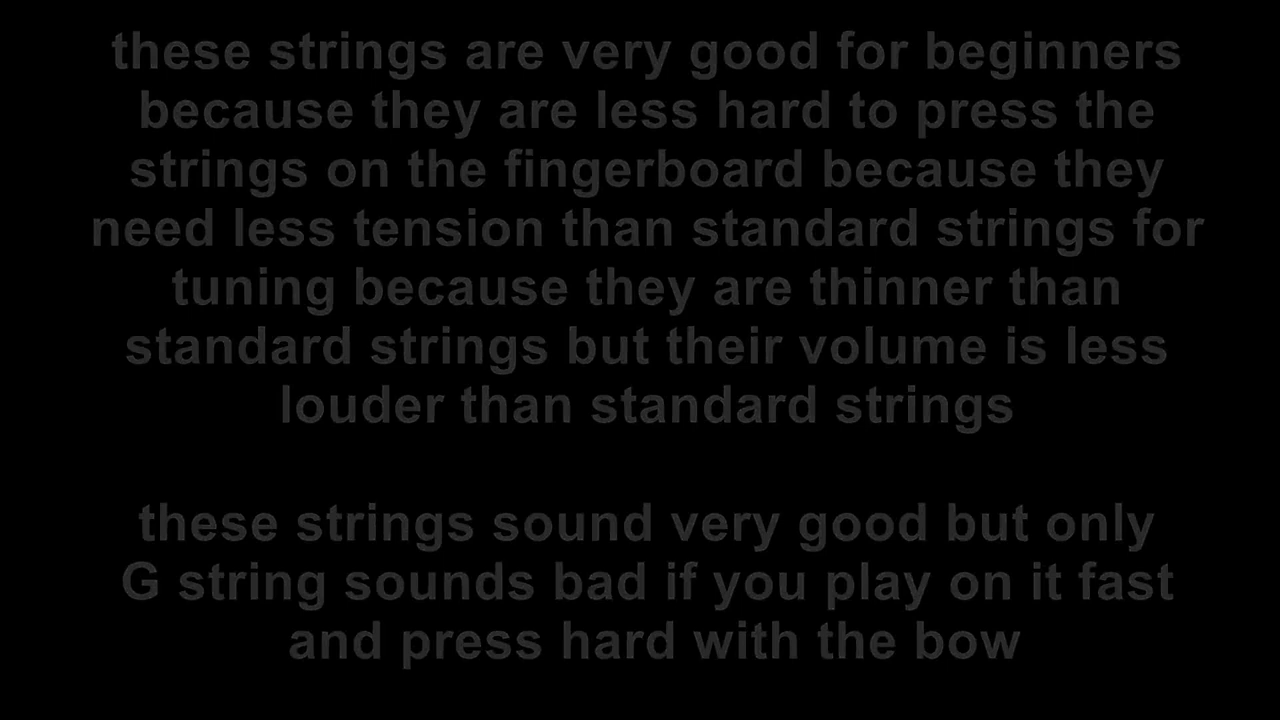 these strings are very good for beginners
because they are less hard to press the
strings on the fingerboard because they
need less tension than standard strings for
tuning because they are thinner than
standard strings but their volume is less
louder than standard strings
these strings sound very good but only
G string sounds bad if you play on it fast
and press hard with the bow